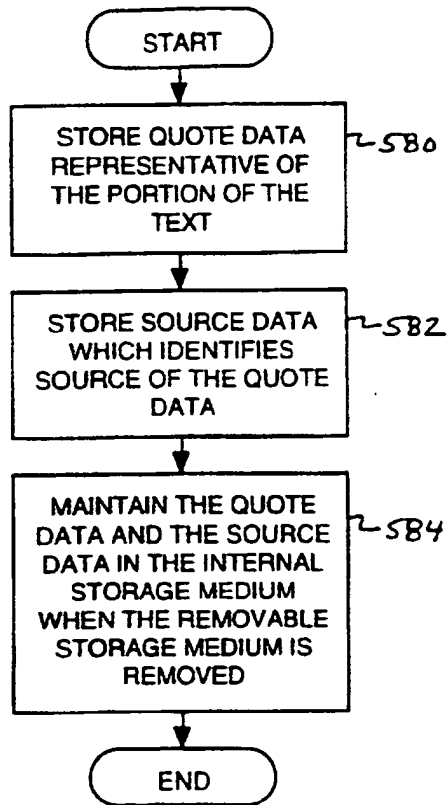 START
STORE QUOTE DATA
REPRESENTATIVE OF
THE PORTION OF THE
TEXT
580
STORE SOURCE DATA
WHICH IDENTIFIES
SOURCE OF THE QUOTE
DATA
582
MAINTAIN THE QUOTE
DATA AND THE SOURCE
DATA IN THE INTERNAL
STORAGE MEDIUM
WHEN THE REMOVABLE
STORAGE MEDIUM IS
REMOVED
584
END